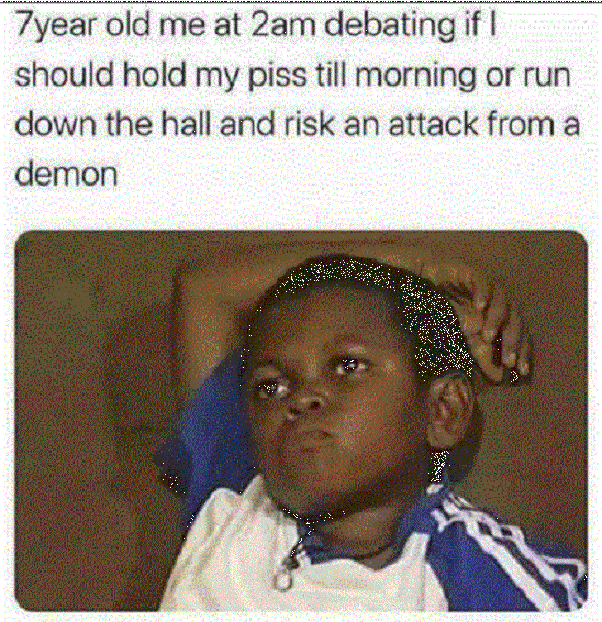 7year old me at 2am debating if I
should hold my piss till morning or run
down the hall and risk an attack from a
demon